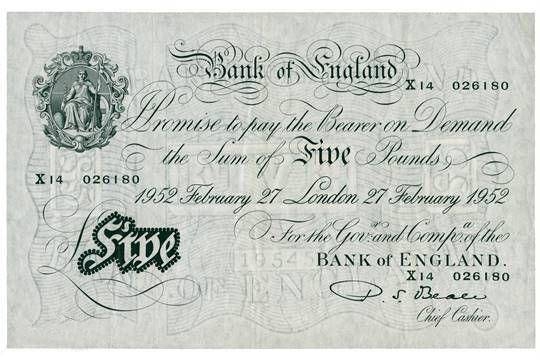 Bank of England
X14 026180
I Promise to pay the Bearer on Demand
the Sum of Five Pounds
X14 026180
1952 February 27 London 27 February 1952
For the Govr. and Compa. of the
BANK of ENGLAND.
X14 026180
Five
P. S. Beale
Chief Cashier.